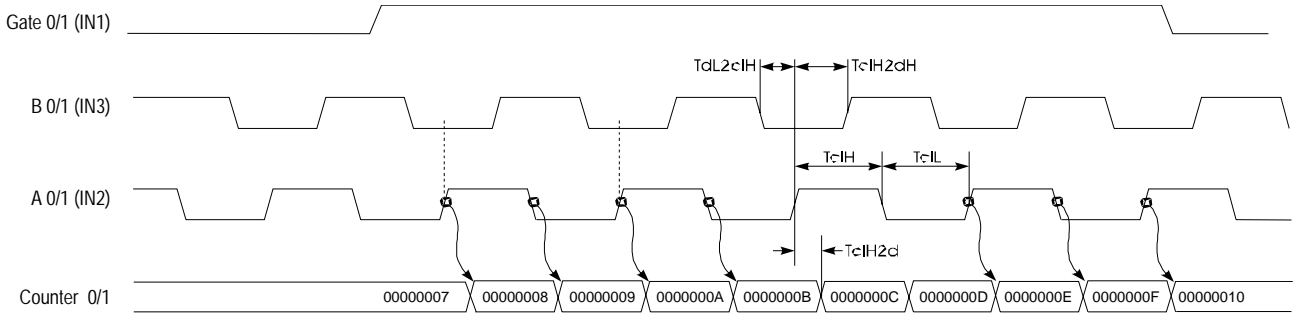 Gate 0/1 (IN1)
TdL2clH
TclH2dH
B 0/1 (IN3)
TclH
TclL
A 0/1 (IN2)
TclH2d
Counter 0/1
00000007
00000008
00000009
0000000A
0000000B
0000000C
0000000D
0000000E
0000000F
00000010